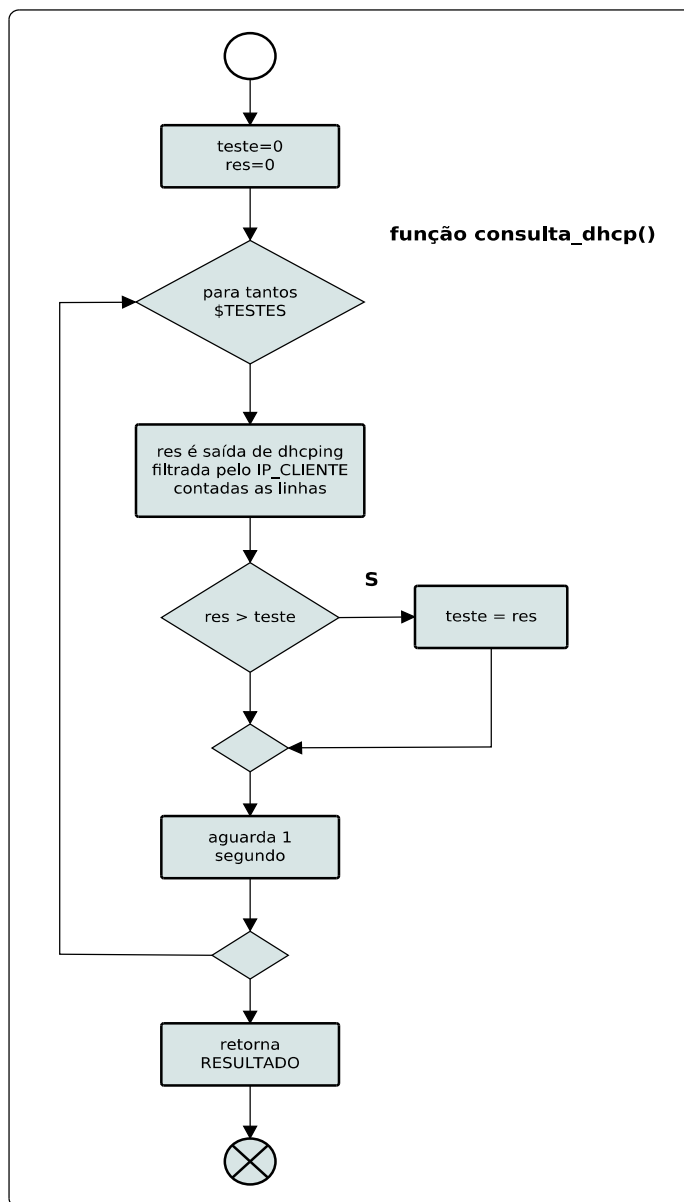 teste=0
res=0
função consulta_dhcp()
para tantos
$TESTES
res é saída de dhcping
filtrada pelo IP_CLIENTE
contadas as linhas
S
res > teste
teste = res
aguarda 1
segundo
retorna
RESULTADO